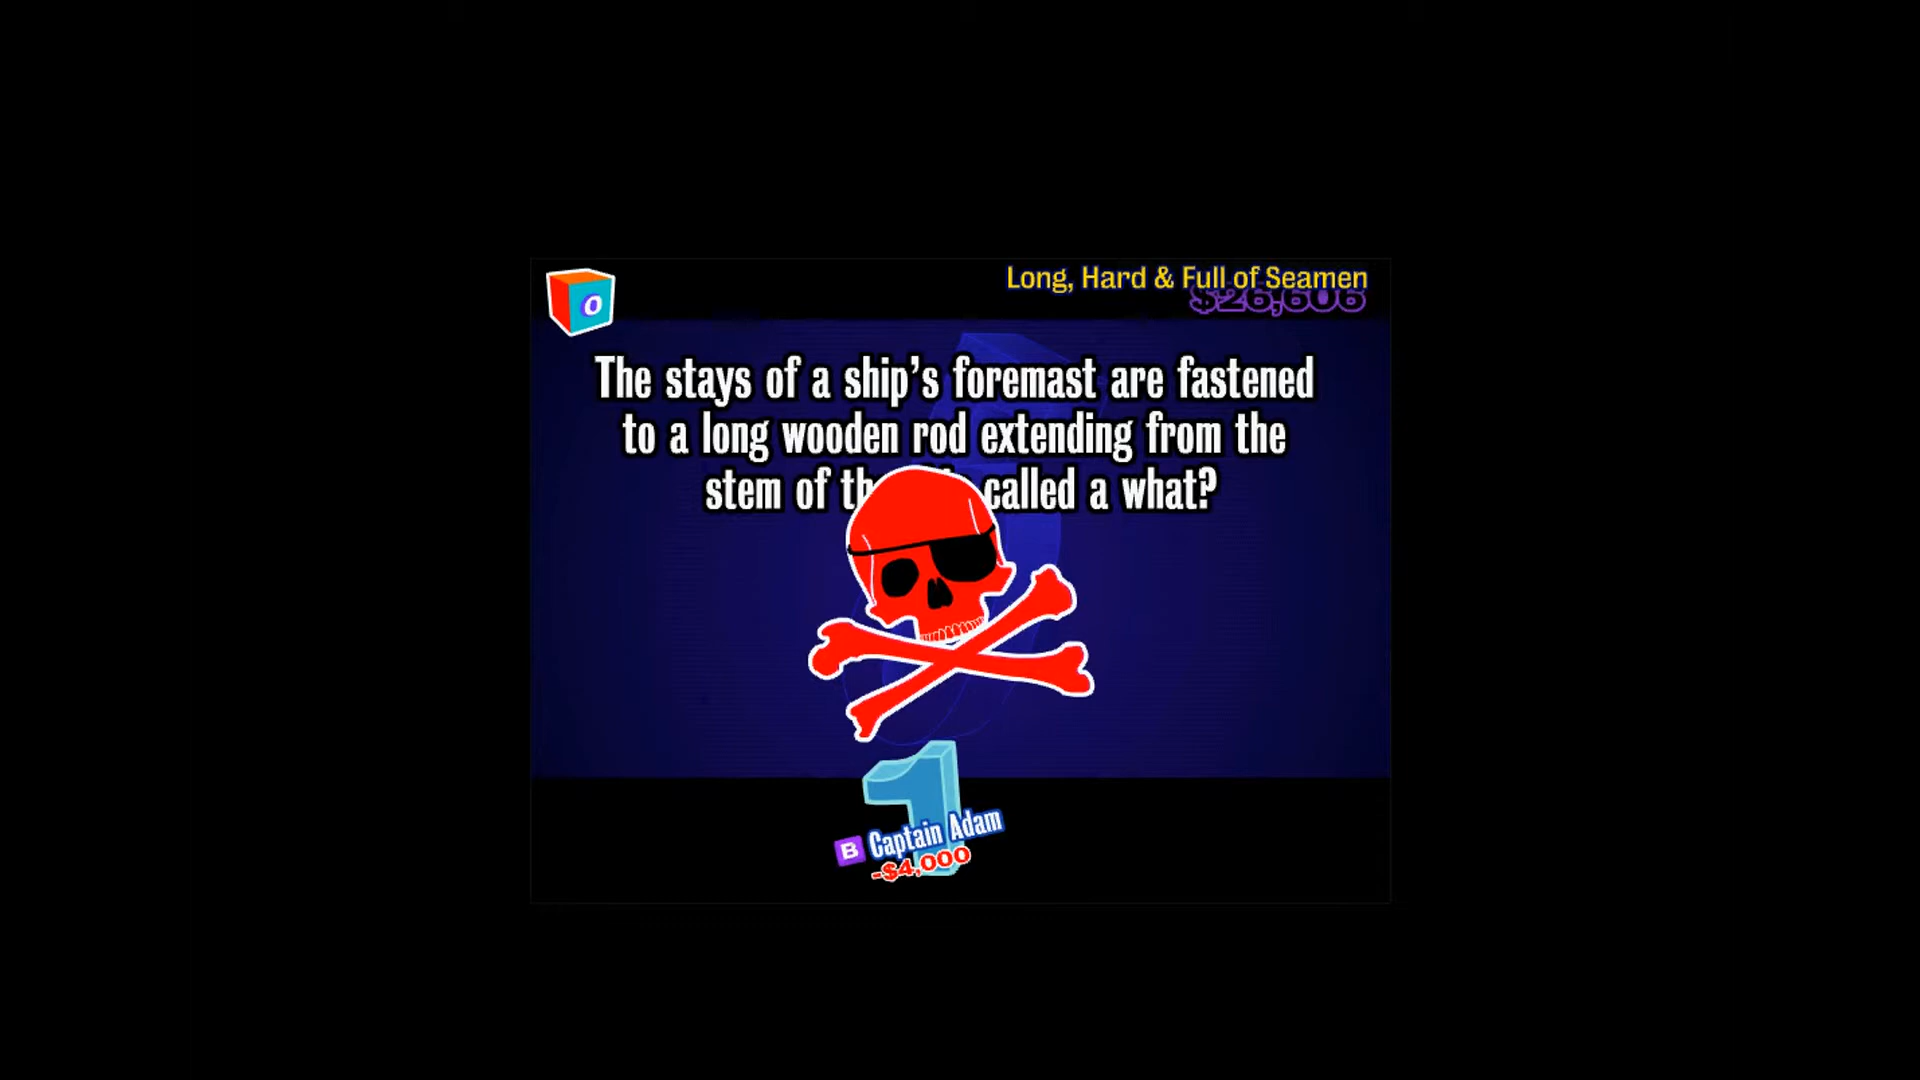 Long, Hard & Full of Seamen
0
$26,606
The stays of a ship's foremast are fastened
to a long wooden rod extending from the
stem of called a what?
1
B Captain Adam
-$4,000